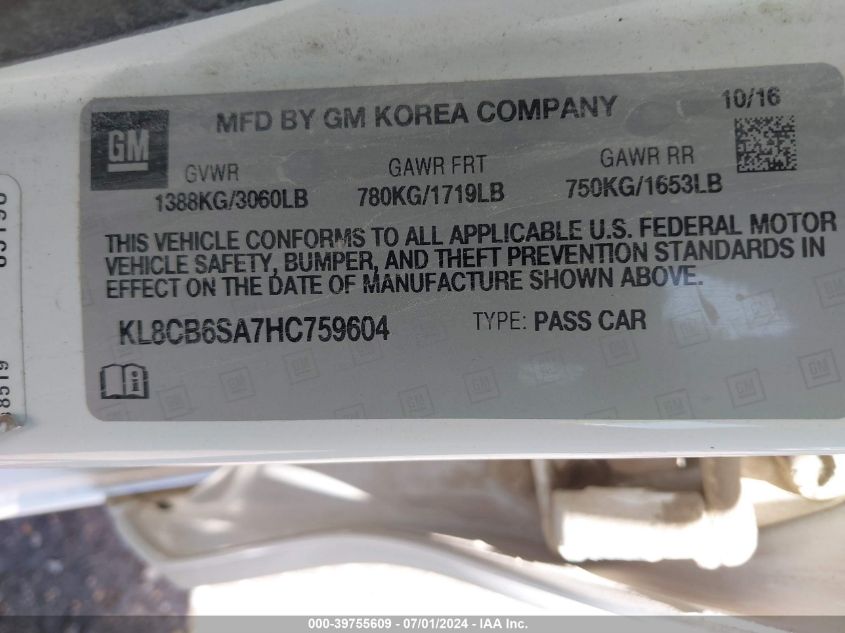 MFD BY GM KOREA COMPANY
10/16
GM
GVWR
GAWR FRT
GAWR RR
1388KG/3060LB
780KG/1719LB
750KG/1653LB
THIS VEHICLE CONFORMS TO ALL APPLICABLE U.S. FEDERAL MOTOR
VEHICLE SAFETY, BUMPER, AND THEFT PREVENTION STANDARDS IN
EFFECT ON THE DATE OF MANUFACTURE SHOWN ABOVE.
KL8CB6SA7HC759604
TYPE: PASS CAR
000-39755609 - 07/01/2024 - IAA Inc.